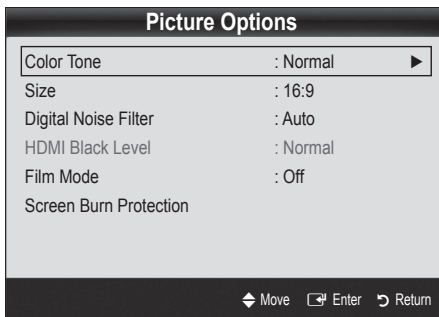 Picture Options
Color Tone : Normal ►
Size : 16:9
Digital Noise Filter : Auto
HDMI Black Level : Normal
Film Mode : Off
Screen Burn Protection
Move Enter Return